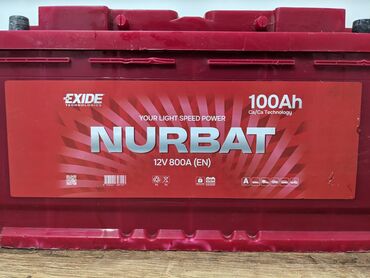 EXIDE
TECHNOLOGIES
100Ah
Ca/Ca Technology
YOUR LIGHT SPEED POWER
NURBAT
12V 800A (EN)
A